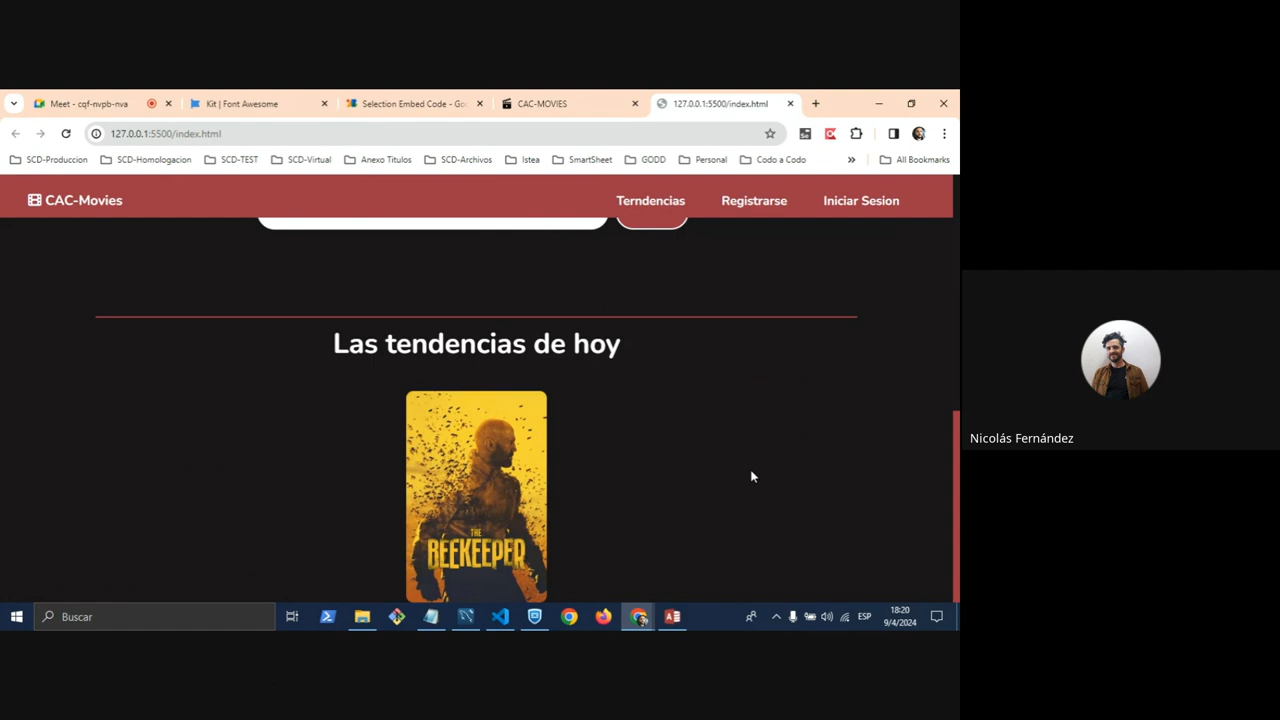 Meet - cqf-nvpb-nva
Kit | Font Awesome
Selection Embed Code - Goo
CAC-MOVIES
127.0.0.1:5500/index.html
127.0.0.1:5500/index.html
SCD-Produccion
SCD-Homologacion
SCD-TEST
SCD-Virtual
Anexo Titulos
SCD-Archivos
Istea
SmartSheet
GODD
Personal
Codo a Codo
All Bookmarks
CAC-Movies
Terndencias
Registrarse
Iniciar Sesion
Las tendencias de hoy
THE
BEEKEEPER
Nicolás Fernández
Buscar
ESP
18:20
9/4/2024